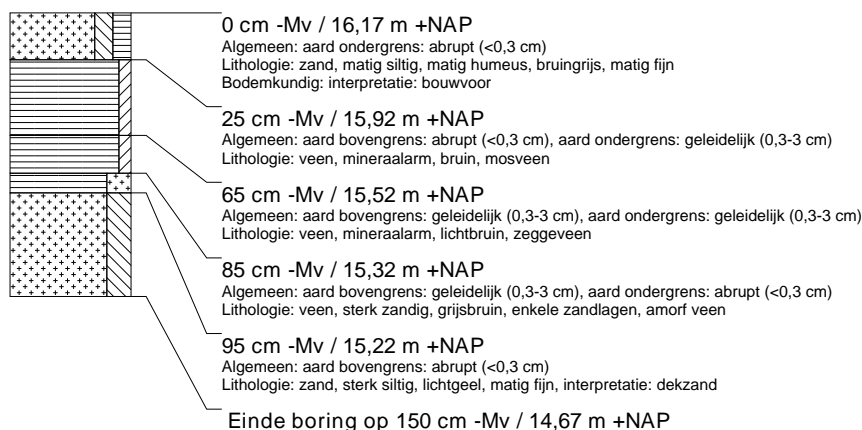 0 cm -Mv / 16,17 m +NAP
Algemeen: aard ondergrens: abrupt (<0,3 cm)
Lithologie: zand, matig siltig, matig humeus, bruingrijs, matig fijn
Bodemkundig: interpretatie: bouwvoor
25 cm -Mv / 15,92 m +NAP
Algemeen: aard bovengrens: abrupt (<0,3 cm), aard ondergrens: geleidelijk (0,3-3 cm)
Lithologie: veen, mineraalarm, bruin, mosveen
65 cm -Mv / 15,52 m +NAP
Algemeen: aard bovengrens: geleidelijk (0,3-3 cm), aard ondergrens: geleidelijk (0,3-3 cm)
Lithologie: veen, mineraalarm, lichtbruin, zeggeveen
85 cm -Mv / 15,32 m +NAP
Algemeen: aard bovengrens: geleidelijk (0,3-3 cm), aard ondergrens: abrupt (<0,3 cm)
Lithologie: veen, sterk zandig, grijsbruin, enkele zandlagen, amorf veen
95 cm -Mv / 15,22 m +NAP
Algemeen: aard bovengrens: abrupt (<0,3 cm)
Lithologie: zand, sterk siltig, lichtgeel, matig fijn, interpretatie: dekzand
Einde boring op 150 cm -Mv / 14,67 m +NAP